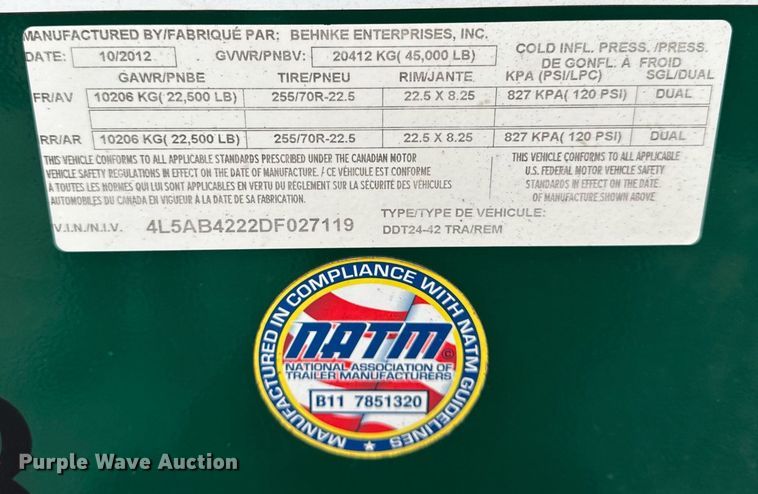 MANUFACTURED BY/FABRIQUÉ PAR: BEHNKE ENTERPRISES, INC.
DATE: 10/2012 GVWR/PNBV: 20412 KG( 45,000 LB) COLD INFL. PRESS. /PRESS.
DE GONFL. À FROID
GAWR/PNBE TIRE/PNEU RIM/JANTE KPA (PSI/LPC) SGL/DUAL
FR/AV 10206 KG( 22,500 LB) 255/70R-22.5 22.5 X 8.25 827 KPA( 120 PSI) DUAL
RR/AR 10206 KG( 22,500 LB) 255/70R-22.5 22.5 X 8.25 827 KPA( 120 PSI) DUAL
THIS VEHICLE CONFORMS TO ALL APPLICABLE STANDARDS PRESCRIBED UNDER THE CANADIAN MOTOR
VEHICLE SAFETY REGULATIONS IN EFFECT ON THE DATE OF MANUFACTURE. / CE VÉHICULE EST CONFORME
À TOUTES LES NORMES QUI LUI SONT APPLICABLES EN VERTU DU RÈGLEMENT SUR LA SÉCURITÉ DES VÉHICULES
AUTOMOBILES DU CANADA EN VIGUEUR À LA DATE DE SA FABRICATION.
THIS VEHICLE CONFORMS TO ALL APPLICABLE
U.S. FEDERAL MOTOR VEHICLE SAFETY
STANDARDS IN EFFECT ON THE DATE
OF MANUFACTURE SHOWN ABOVE
V.I.N./N.I.V. 4L5AB4222DF027119
TYPE/TYPE DE VÉHICULE:
DDT24-42 TRA/REM
MANUFACTURED IN COMPLIANCE WITH NATM GUIDELINES
NATM©
NATIONAL ASSOCIATION OF
TRAILER MANUFACTURERS
B11 7851320
Purple Wave Auction